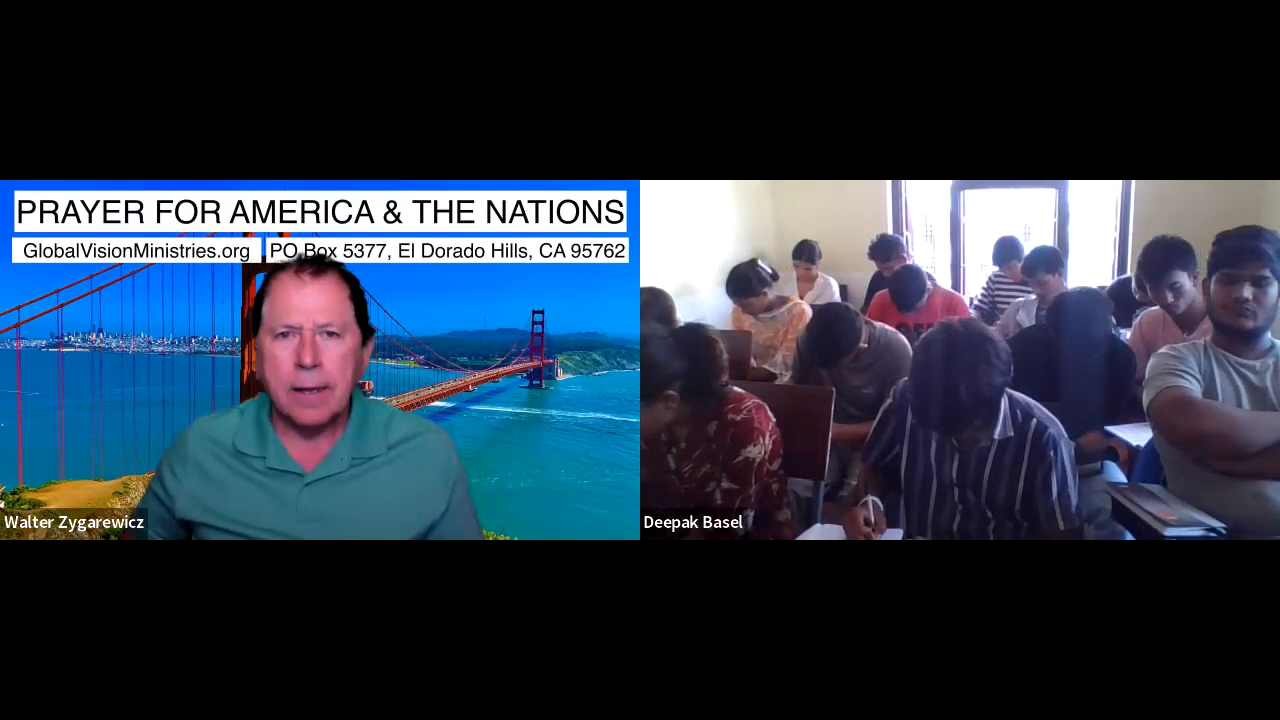 PRAYER FOR AMERICA & THE NATIONS
GlobalVisionMinistries.org PO Box 5377, El Dorado Hills, CA 95762
Walter Zygarewicz
Deepak Basel